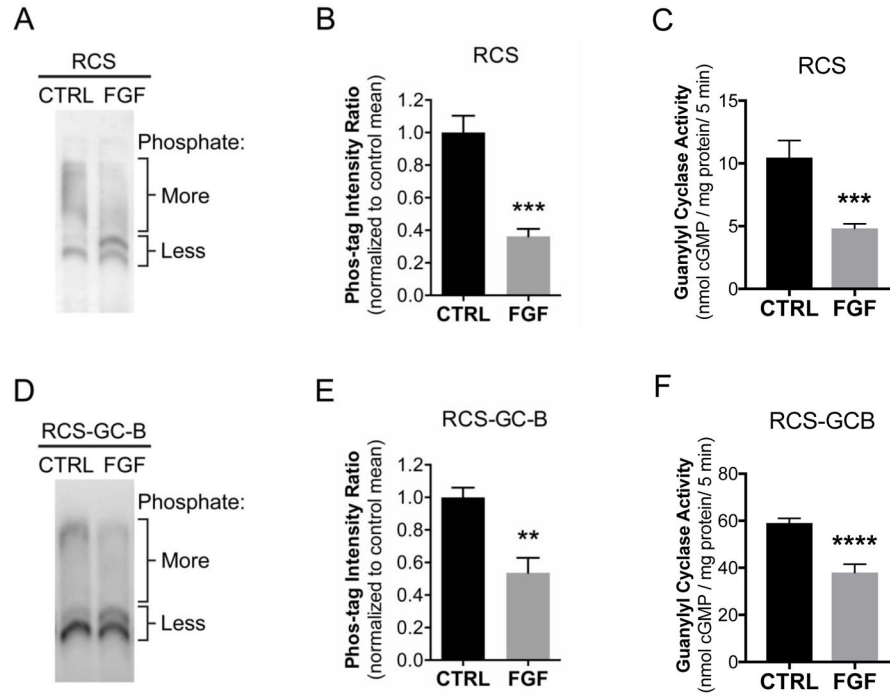 A
RCS
CTRL FGF
Phosphate:
More
Less
B
RCS
Phos-tag Intensity Ratio
(normalized to control mean)
1.2
1.0
0.8
0.6
0.4
0.2
0.0
***
CTRL FGF
C
RCS
Guanylyl Cyclase Activity
(nmol cGMP / mg protein/ 5 min)
15
10
5
0
***
CTRL FGF
D
RCS-GC-B
CTRL FGF
Phosphate:
More
Less
E
RCS-GC-B
Phos-tag Intensity Ratio
(normalized to control mean)
1.2
1.0
0.8
0.6
0.4
0.2
0.0
**
CTRL FGF
F
RCS-GCB
Guanylyl Cyclase Activity
(nmol cGMP / mg protein/ 5 min)
80
60
40
20
0
****
CTRL FGF